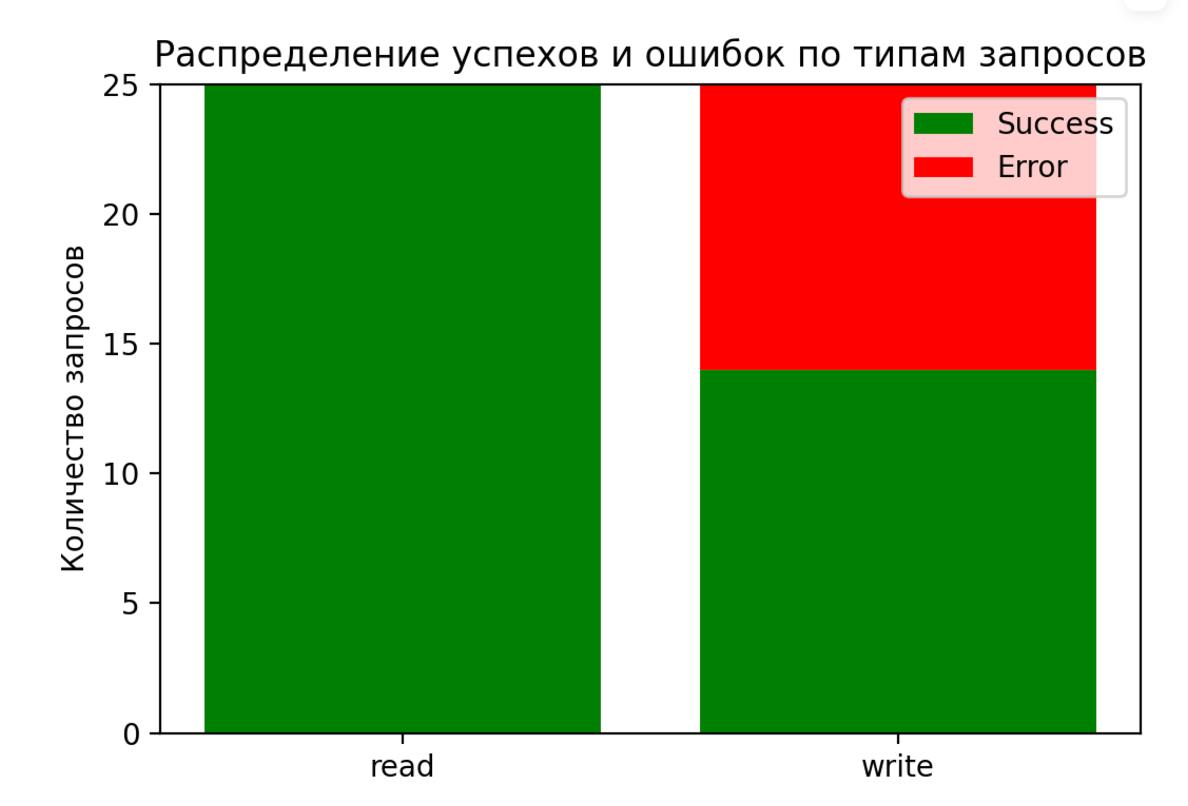 Распределение успехов и ошибок по типам запросов
25
20
15
10
5
0
Количество запросов
Success
Error
read
write